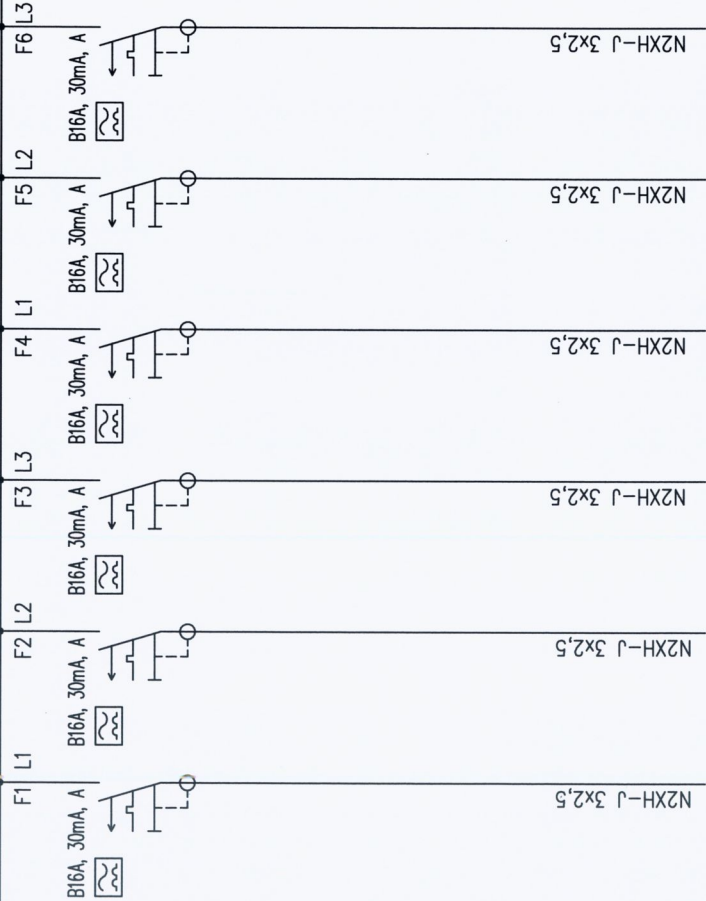 F1 L1
B16A, 30mA, A
N2XH-J 3x2,5
F2 L2
B16A, 30mA, A
N2XH-J 3x2,5
F3 L3
B16A, 30mA, A
N2XH-J 3x2,5
F4 L1
B16A, 30mA, A
N2XH-J 3x2,5
F5 L2
B16A, 30mA, A
N2XH-J 3x2,5
F6 L3
B16A, 30mA, A
N2XH-J 3x2,5